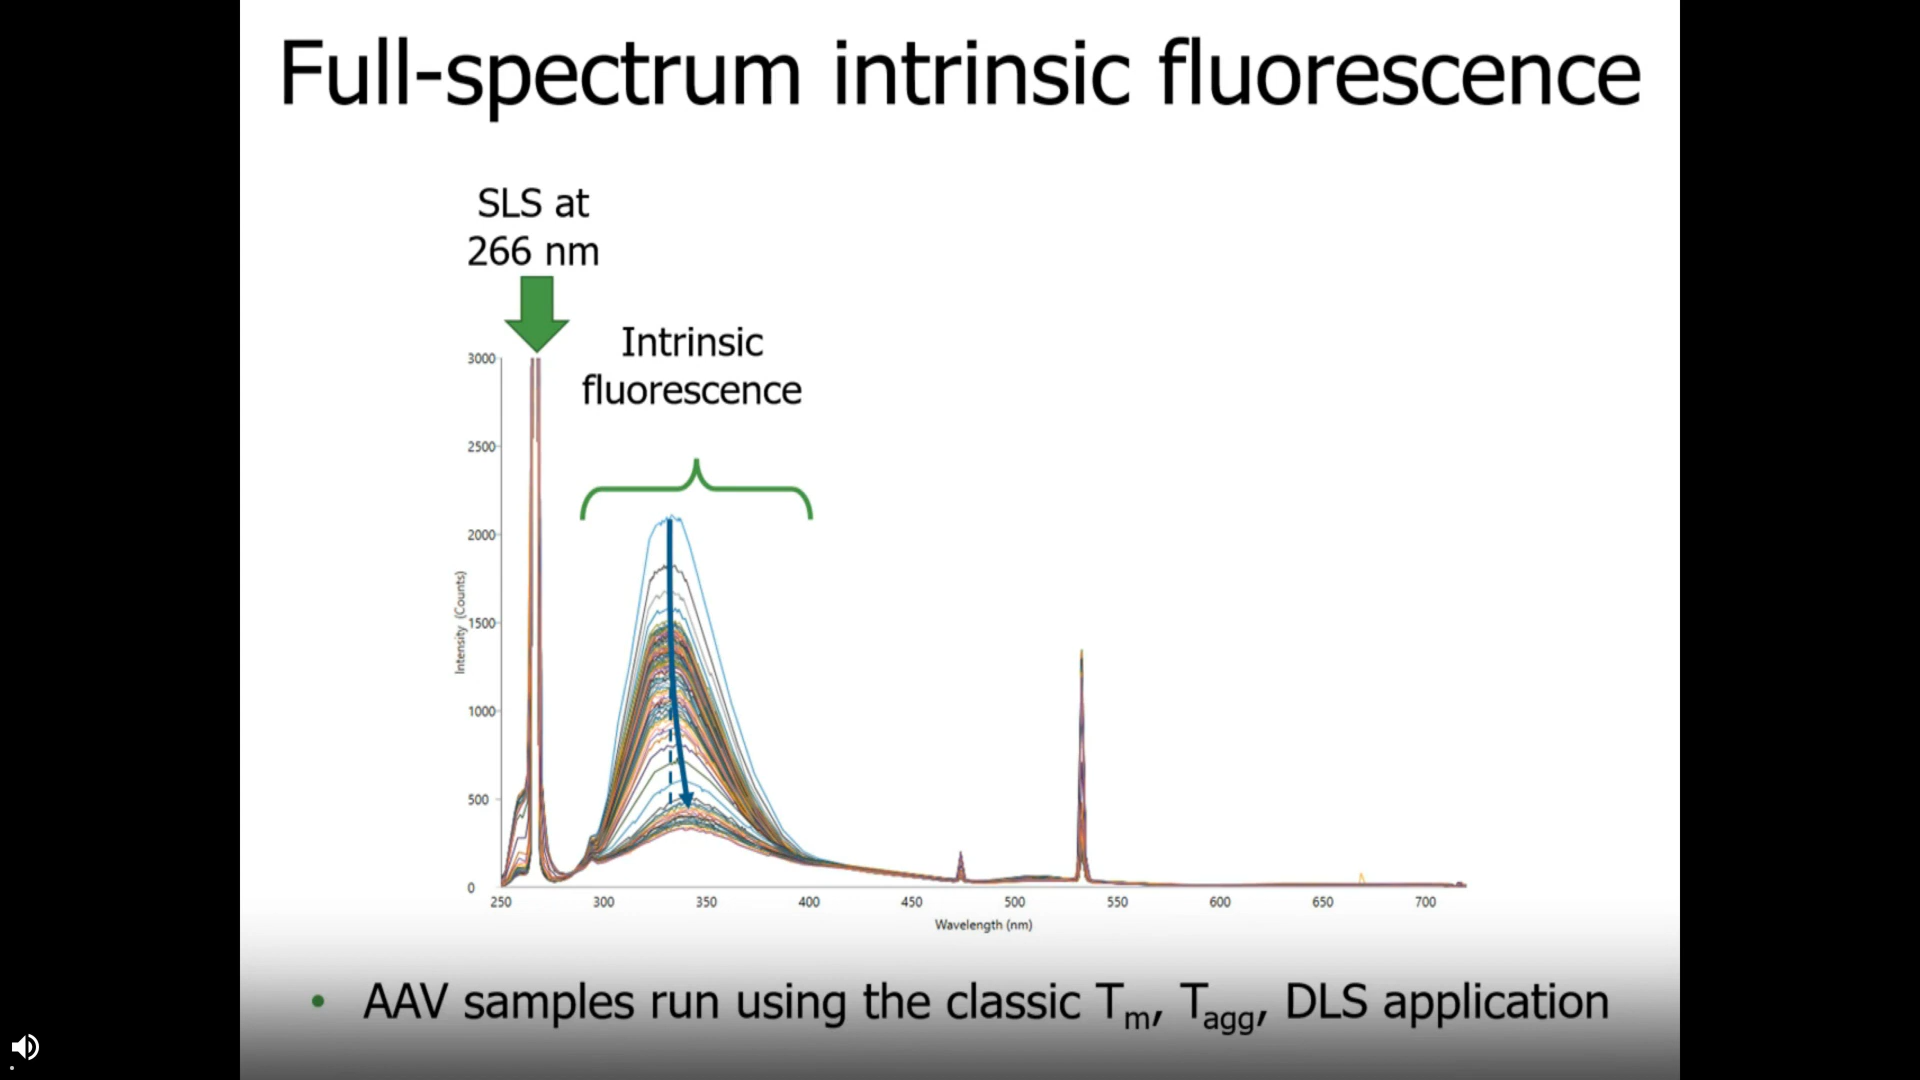 Full-spectrum intrinsic fluorescence
SLS at
266 nm
Intrinsic
fluorescence
3000
2500
2000
1500
1000
500
0
Intensity (Counts)
250 300 350 400 450 500 550 600 650 700
Wavelength (nm)
• AAV samples run using the classic Tm, Tagg, DLS application